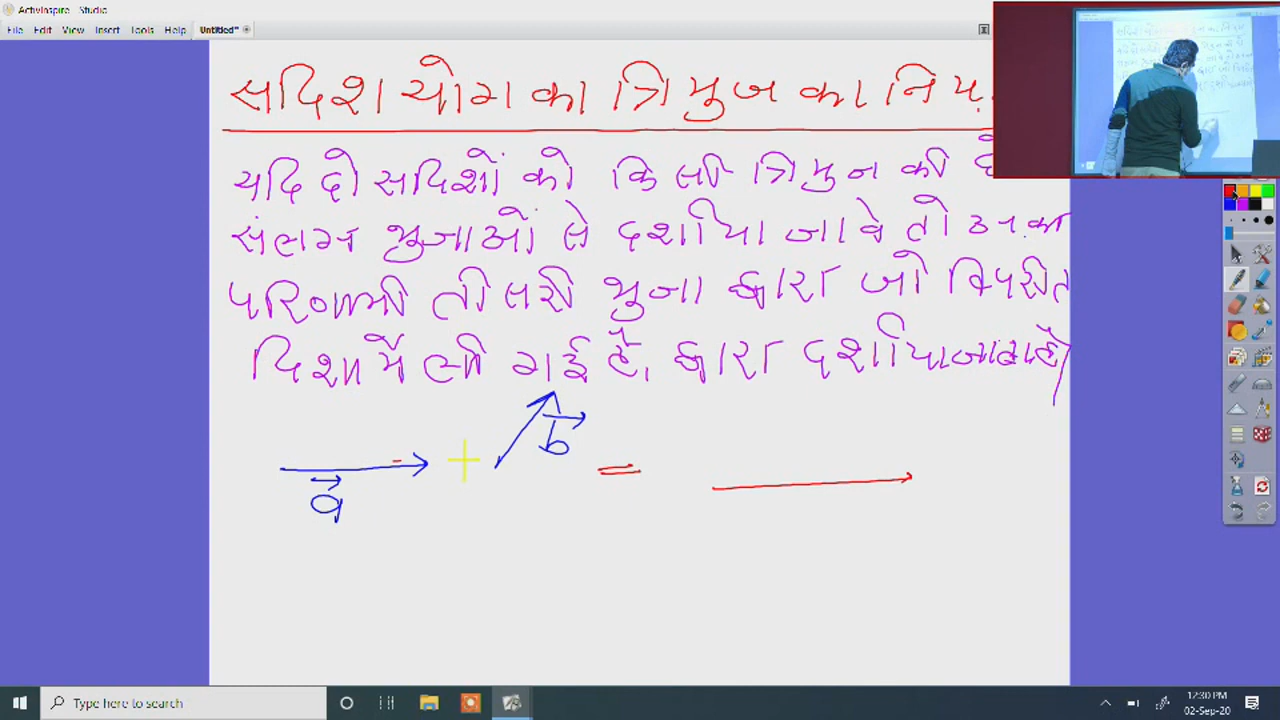 ActivInspire - Studio
File Edit View Insert Tools Help Untitled*
सदिश योग का त्रिभुज का निय
यदि दो सदिशों को किसी त्रिभुज की
संलग्न भुजाओं से दर्शाया जावे तो उनका
परिणामी तीसरी भुजा द्वारा जो विपरीत
दिशा में ली गई है, द्वारा दर्शाया जाता है।
a + b =
Type here to search
12:30 PM
02-Sep-20